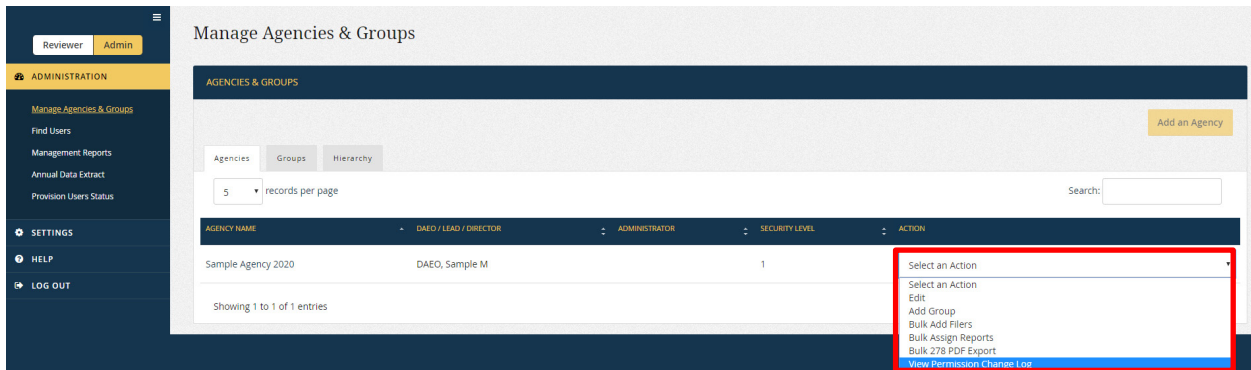 Reviewer Admin
ADMINISTRATION
Manage Agencies & Groups
Find Users
Management Reports
Annual Data Extract
Provision Users Status
SETTINGS
HELP
LOG OUT
Manage Agencies & Groups
AGENCIES & GROUPS
Add an Agency
Agencies Groups Hierarchy
5 records per page Search:
AGENCY NAME DAEO / LEAD / DIRECTOR ADMINISTRATOR SECURITY LEVEL ACTION
Sample Agency 2020 DAEO, Sample M 1 Select an Action
Select an Action
Edit
Add Group
Bulk Add Filers
Bulk Assign Reports
Bulk 278 PDF Export
View Permission Change Log
Showing 1 to 1 of 1 entries